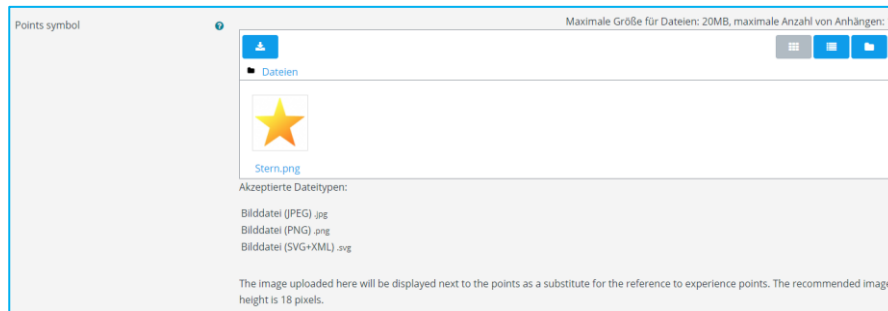 Points symbol
Maximale Größe für Dateien: 20MB, maximale Anzahl von Anhängen:
Dateien
Stern.png
Akzeptierte Dateitypen:
Bilddatei (JPEG) .jpg
Bilddatei (PNG) .png
Bilddatei (SVG+XML) .svg
The image uploaded here will be displayed next to the points as a substitute for the reference to experience points. The recommended image
height is 18 pixels.